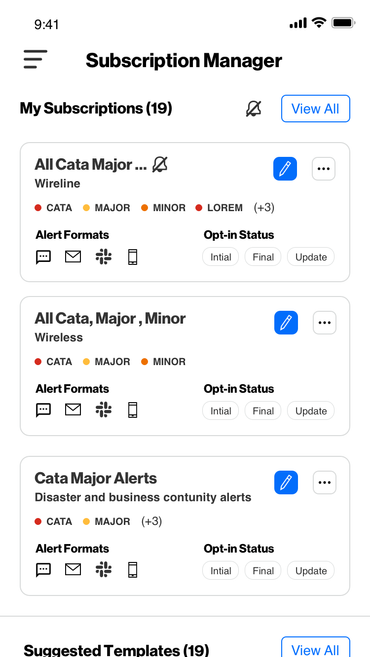 9:41
Subscription Manager
My Subscriptions (19)
View All
All Cata Major ...
Wireline
CATA MAJOR MINOR LOREM (+3)
Alert Formats Opt-in Status
Intial Final Update
All Cata, Major , Minor
Wireless
CATA MAJOR MINOR
Alert Formats Opt-in Status
Intial Final Update
Cata Major Alerts
Disaster and business contunity alerts
CATA MAJOR (+3)
Alert Formats Opt-in Status
Intial Final Update
Suggested Templates (19)
View All